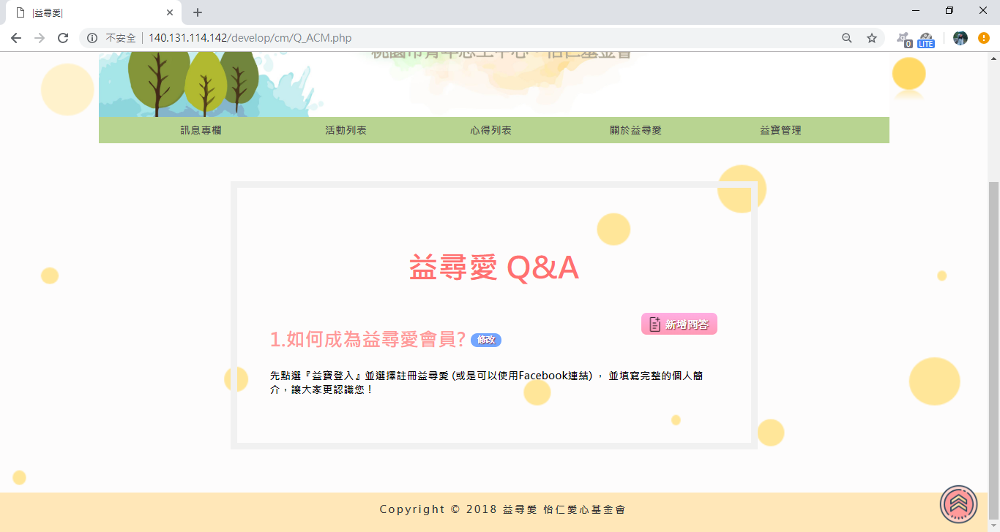 |益尋愛|
不安全 140.131.114.142/develop/cm/Q_ACM.php
0 LITE
訊息專欄 活動列表 心得列表 關於益尋愛 益寶管理
益尋愛 Q&A
新增問答
1.如何成為益尋愛會員? 修改
先點選『益寶登入』並選擇註冊益尋愛 (或是可以使用Facebook連結) ， 並填寫完整的個人簡
介，讓大家更認識您！
Copyright © 2018 益尋愛 怡仁愛心基金會